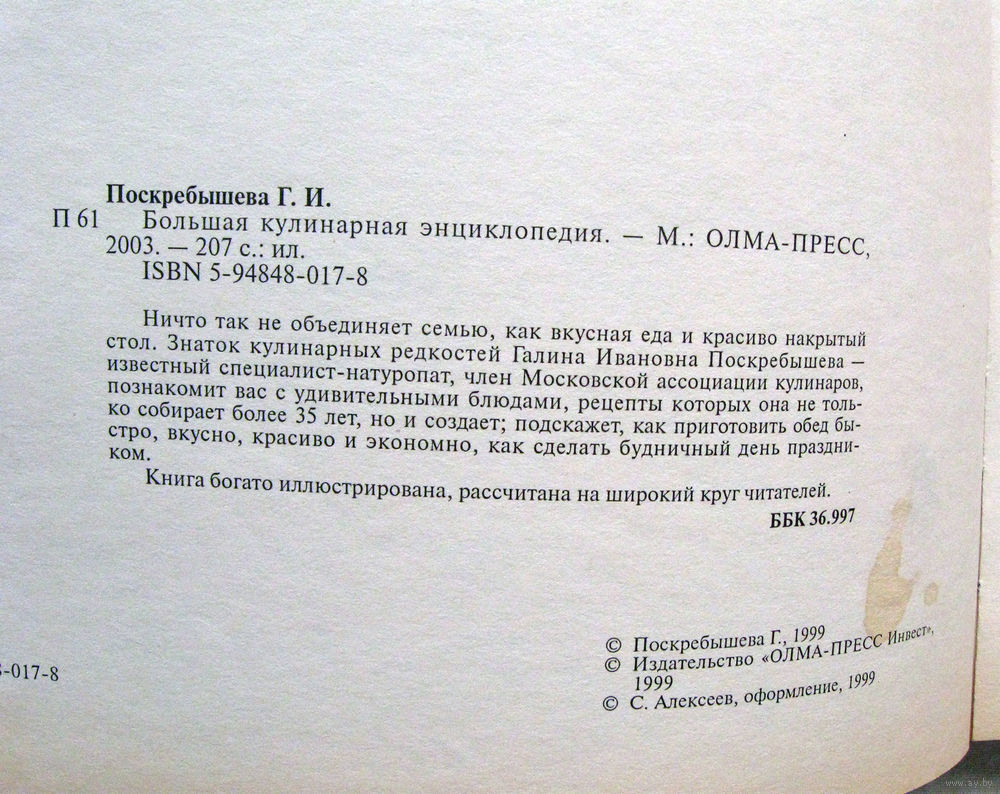 Поскребышева Г. И.
П 61 Большая кулинарная энциклопедия. — М.: ОЛМА-ПРЕСС,
2003. — 207 с.: ил.
ISBN 5-94848-017-8
Ничто так не объединяет семью, как вкусная еда и красиво накрытый
стол. Знаток кулинарных редкостей Галина Ивановна Поскребышева —
известный специалист-натуропат, член Московской ассоциации кулинаров,
познакомит вас с удивительными блюдами, рецепты которых она не толь-
ко собирает более 35 лет, но и создает; подскажет, как приготовить обед бы-
стро, вкусно, красиво и экономно, как сделать будничный день праздни-
ком.
Книга богато иллюстрирована, рассчитана на широкий круг читателей.
ББК 36.997
© Поскребышева Г., 1999
© Издательство «ОЛМА-ПРЕСС Инвест»,
1999
© С. Алексеев, оформление, 1999
-017-8
www.ay.by